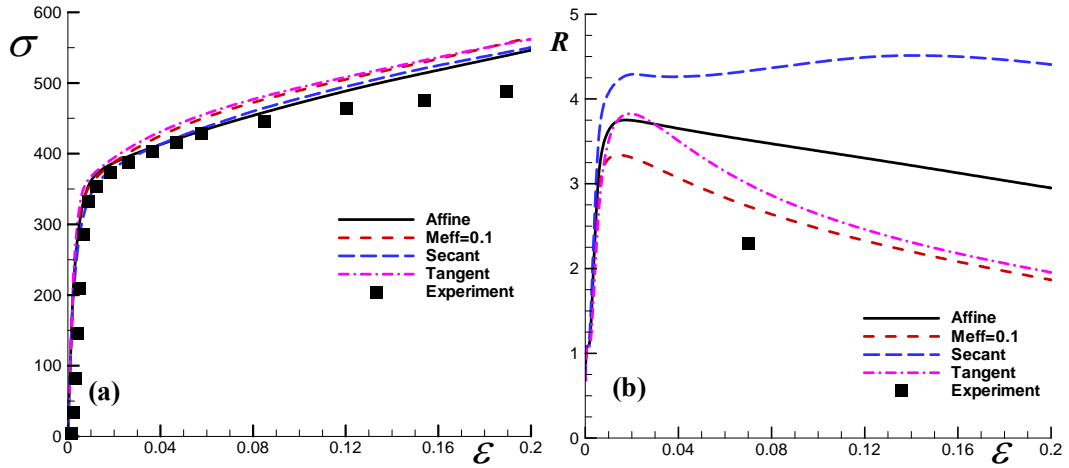 600
500
400
300
200
100
0
σ
Affine
Meff=0.1
Secant
Tangent
Experiment
(a)
0 0.04 0.08 0.12 0.16 0.2
ε
5
4
3
2
1
0
R
Affine
Meff=0.1
Secant
Tangent
Experiment
(b)
0 0.04 0.08 0.12 0.16 0.2
ε